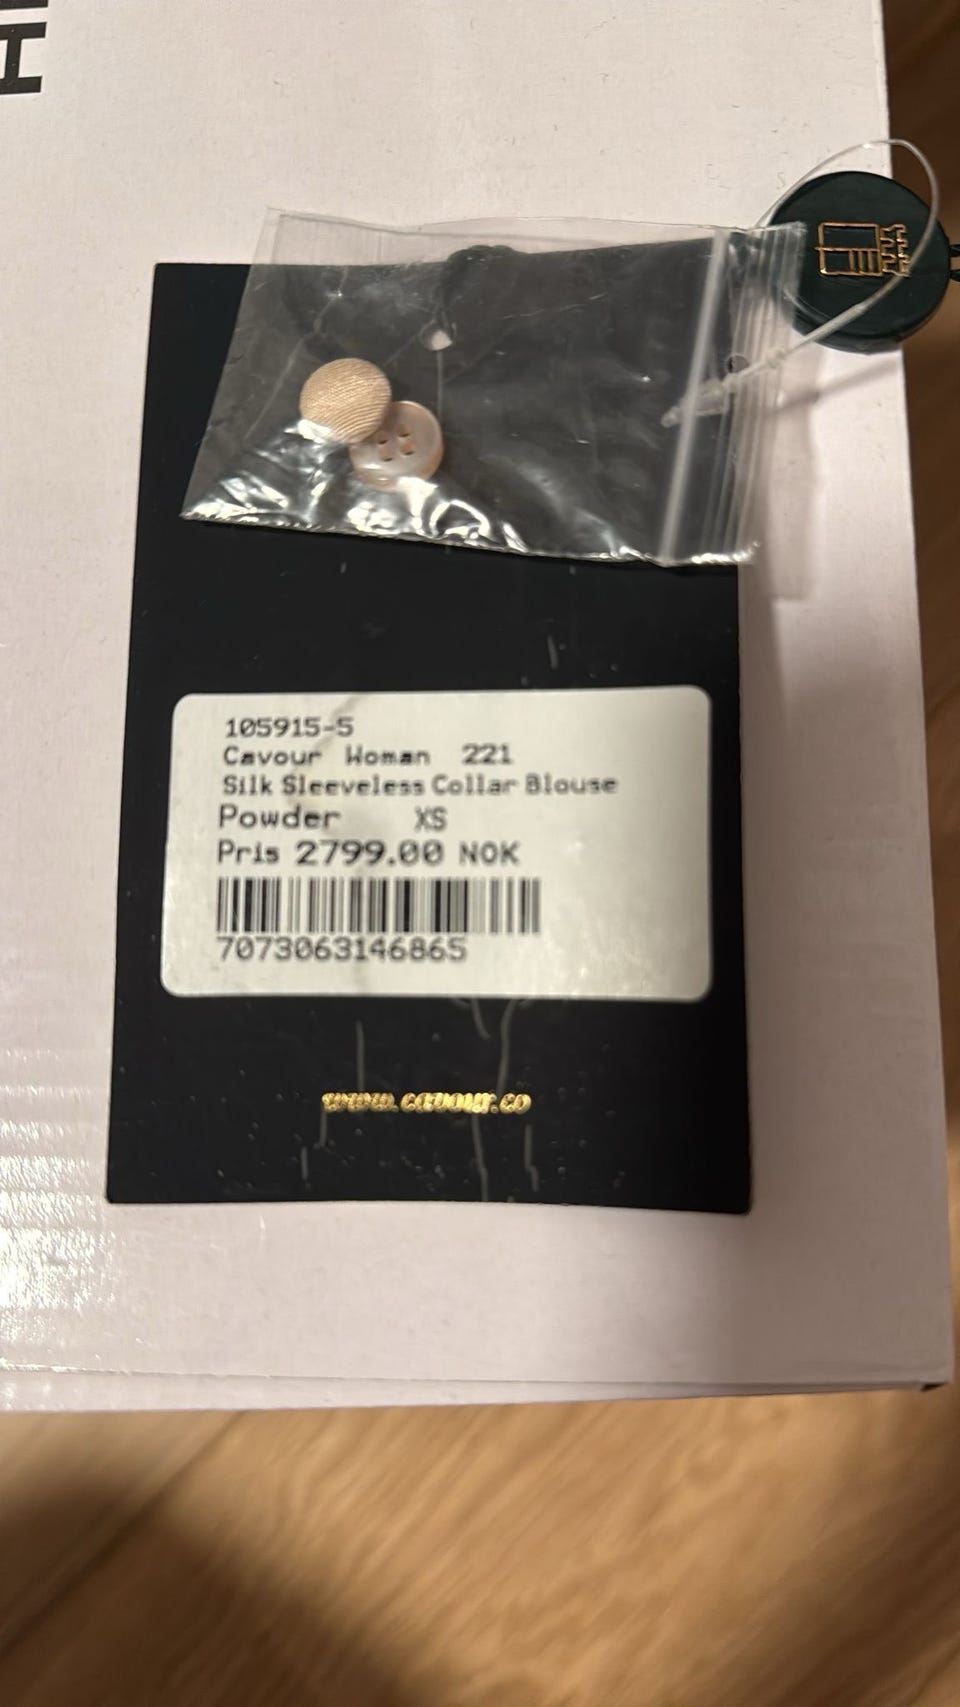 105915-5
Cavour Woman 221
Silk Sleeveless Collar Blouse
Powder XS
Pris 2799.00 NOK
7073063146865
www.cavour.co